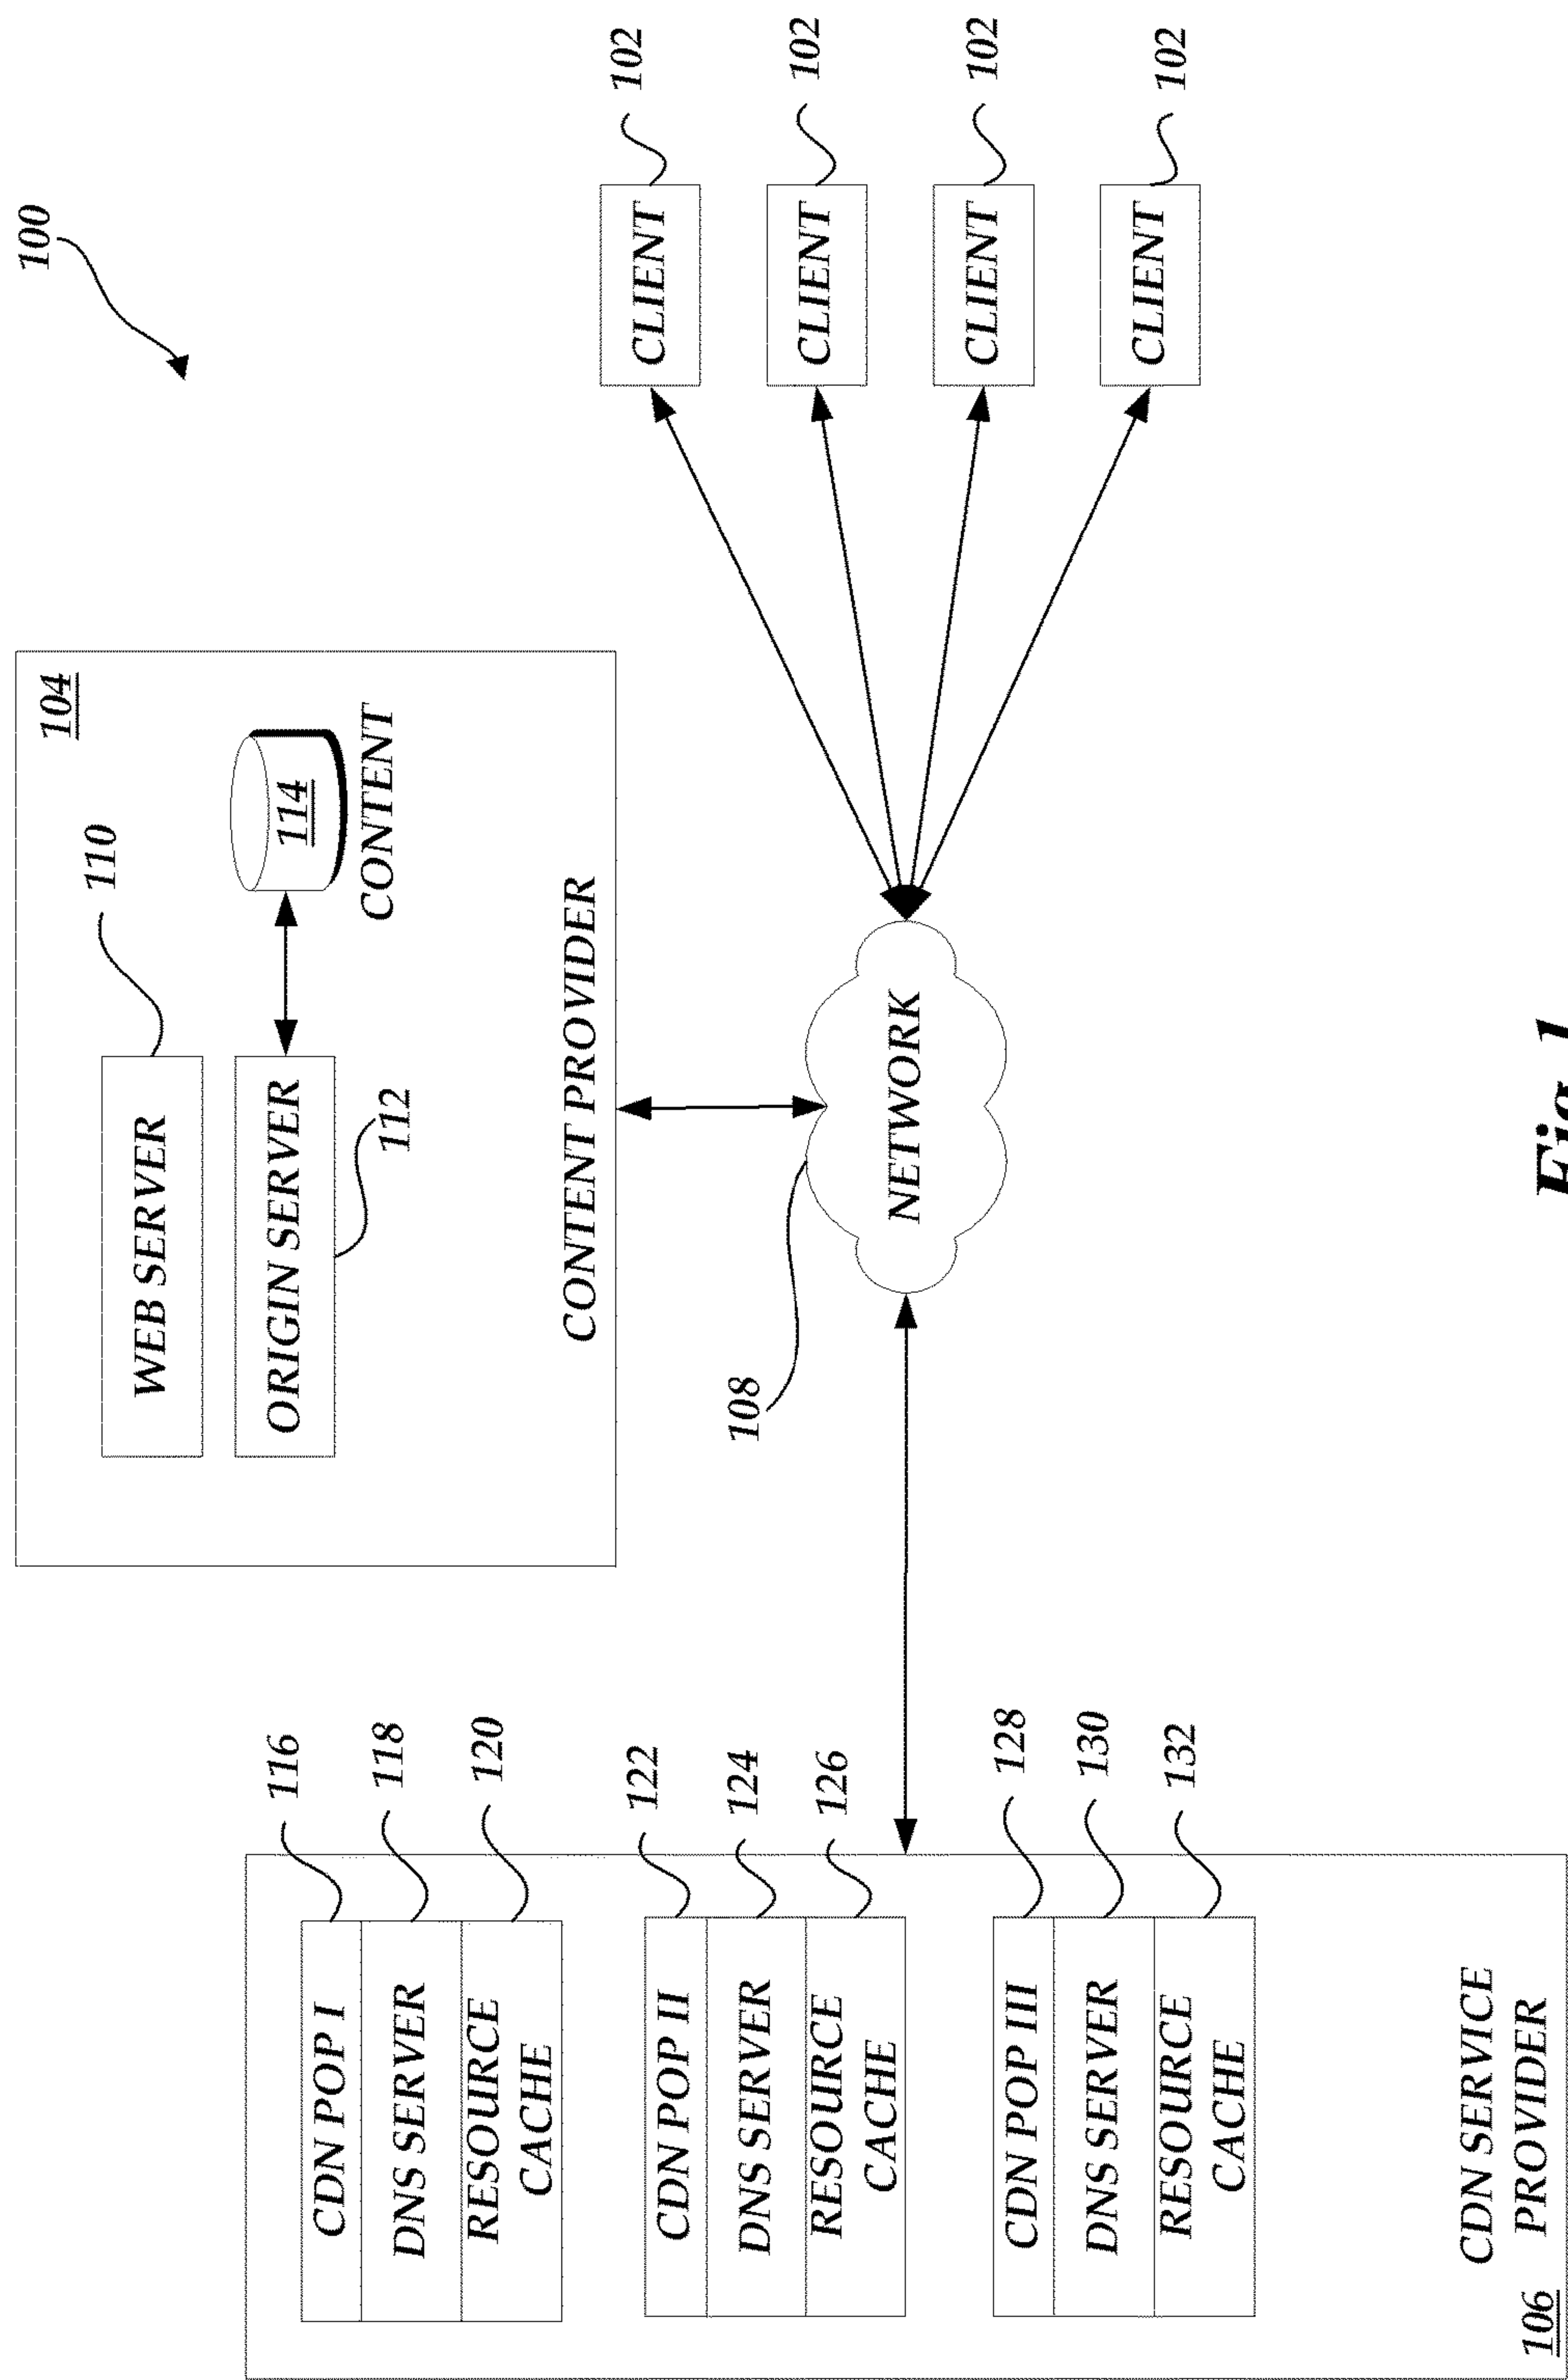 100
104
WEB SERVER
110
ORIGIN SERVER
112
114
CONTENT
CONTENT PROVIDER
116
CDN POP I
118
DNS SERVER
120
RESOURCE
CACHE
122
CDN POP II
124
DNS SERVER
126
RESOURCE
CACHE
128
CDN POP III
130
DNS SERVER
132
RESOURCE
CACHE
CDN SERVICE
PROVIDER
106
108
NETWORK
CLIENT
102
CLIENT
102
CLIENT
102
CLIENT
102
Fig. 1